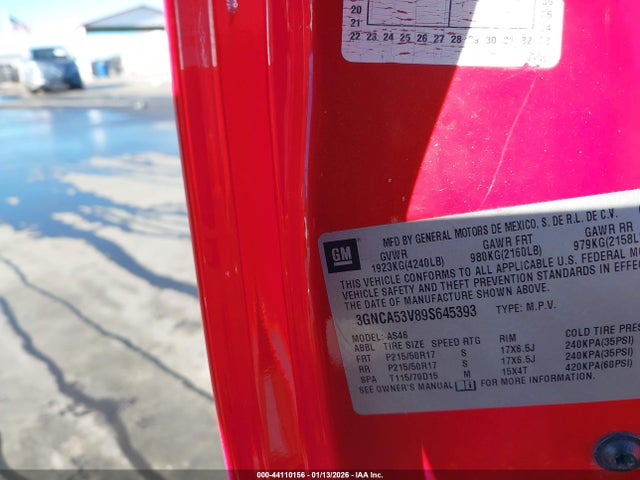 20
21
22 23 24 25 26 27 28 29 30 31 32 33
GM
MFD BY GENERAL MOTORS DE MEXICO, S. DE R.L. DE C.V.
GVWR GAWR FRT GAWR RR
1923KG(4240LB) 980KG(2160LB) 979KG(2158L
THIS VEHICLE CONFORMS TO ALL APPLICABLE U.S. FEDERAL MO
VEHICLE SAFETY AND THEFT PREVENTION STANDARDS IN EFFEC
DATE OF MANUFACTURE SHOWN ABOVE.
3GNCA53V89S645393 TYPE: M.P.V.
MODEL: AS46
ABBL TIRE SIZE SPEED RTG RIM COLD TIRE PRES
FRT P215/50R17 S 17X6.5J 240KPA(35PSI)
RR P215/50R17 S 17X6.5J 240KPA(35PSI)
SPA T115/70D15 M 15X4T 420KPA(60PSI)
SEE OWNER'S MANUAL FOR MORE INFORMATION.
000-44110156 | 01/13/2026 | IAA Inc.